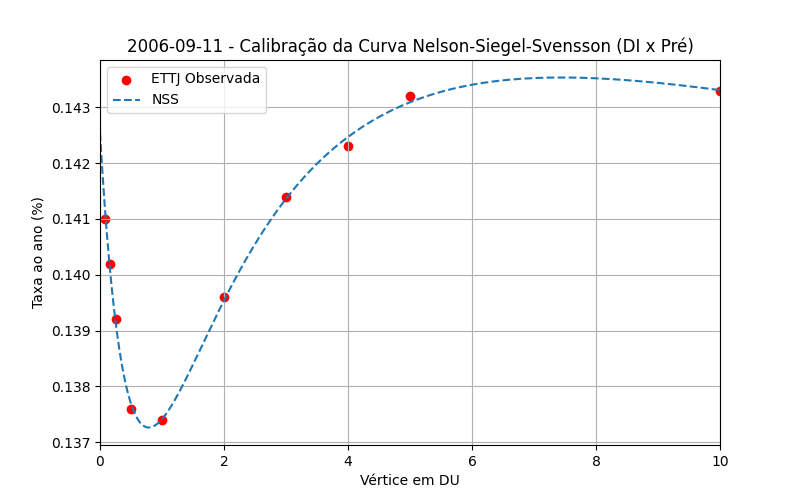 2006-09-11 - Calibração da Curva Nelson-Siegel-Svensson (DI x Pré)
ETTJ Observada
NSS
Taxa ao ano (%)
0.143
0.142
0.141
0.140
0.139
0.138
0.137
0 2 4 6 8 10
Vértice em DU